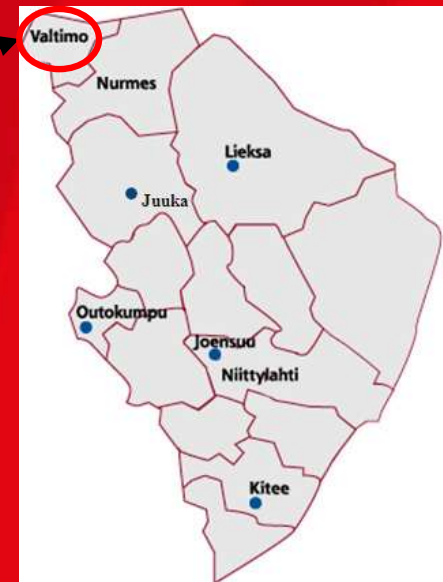 Valtimo
Nurmes
Lieksa
Juuka
Outokumpu
Joensuu
Niittylahti
Kitee